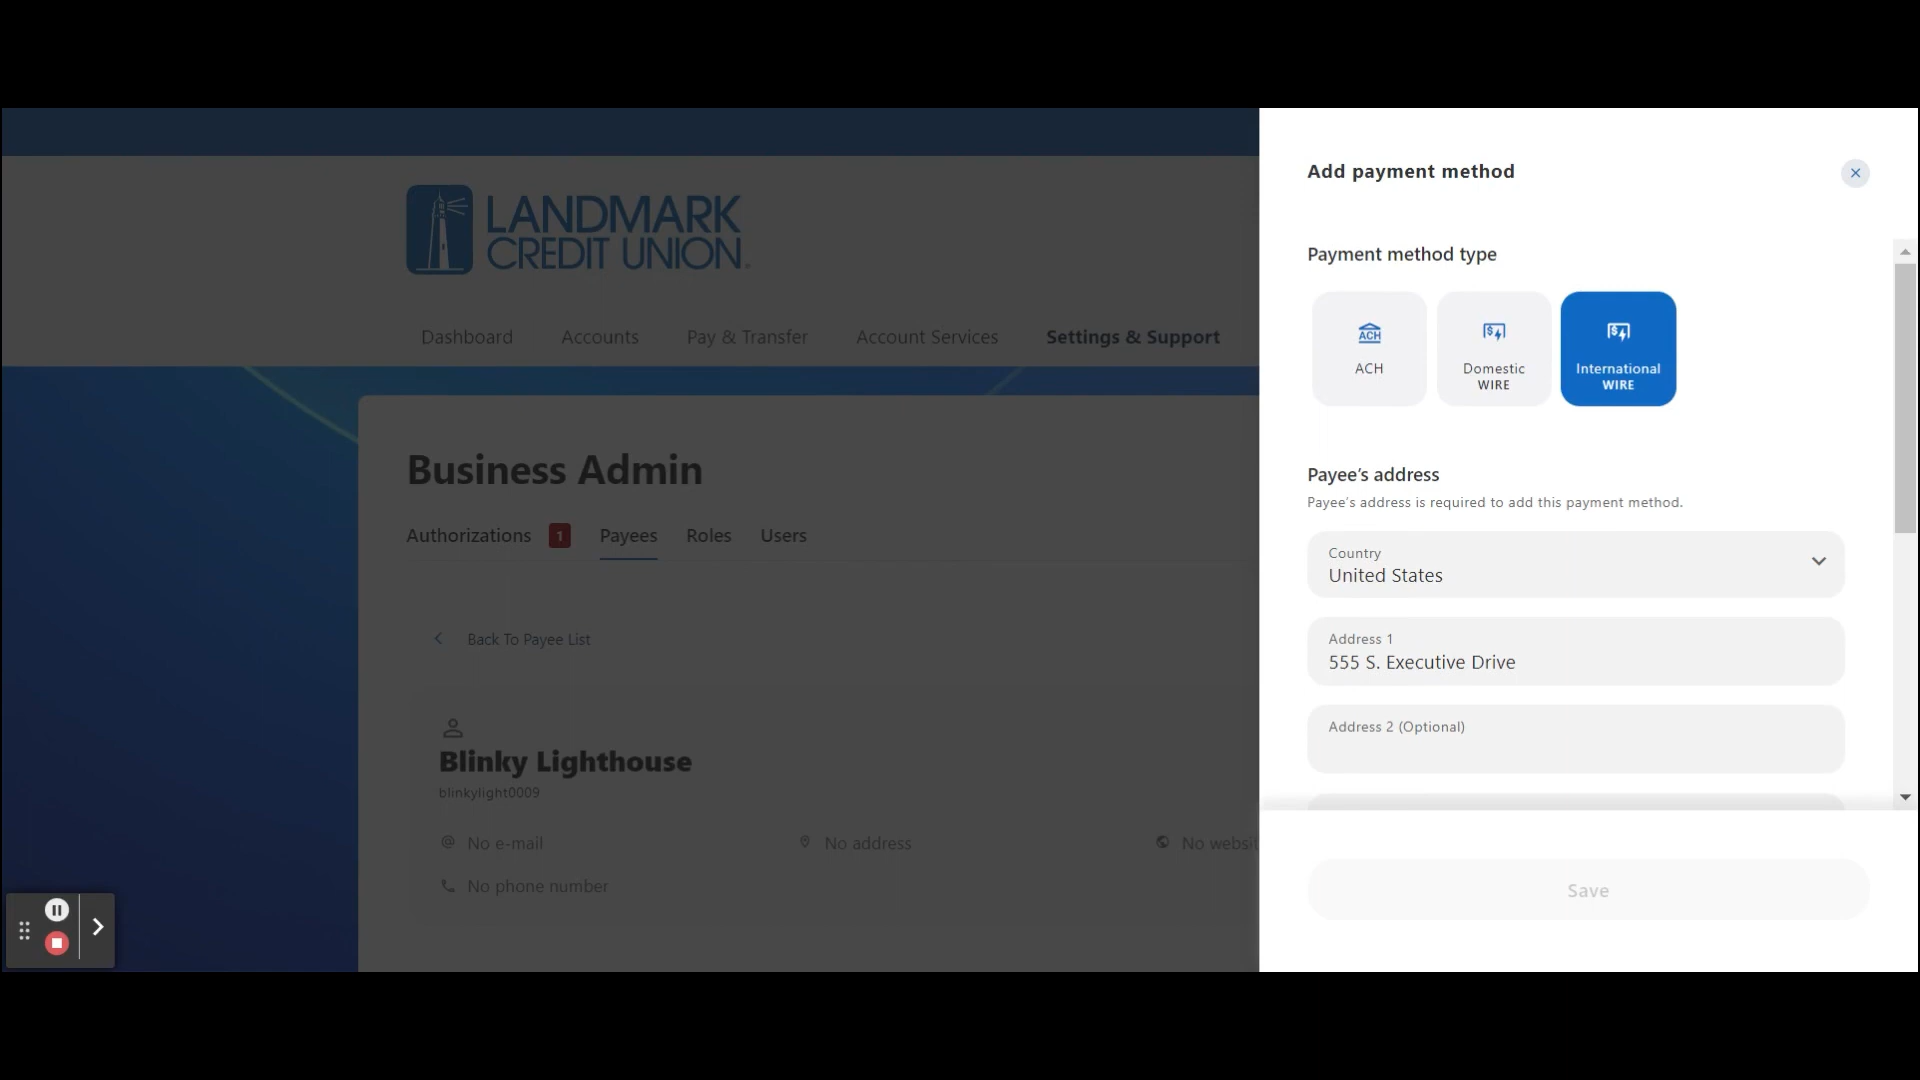 LANDMARK
CREDIT UNION
Dashboard
Accounts
Pay & Transfer
Account Services
Settings & Support
Business Admin
Authorizations 1
Payees
Roles
Users
Back To Payee List
Blinky Lighthouse
blinkylight0009
No e-mail
No address
No websit
No phone number
Add payment method
Payment method type
ACH
ACH
Domestic
WIRE
International
WIRE
Payee’s address
Payee’s address is required to add this payment method.
Country
United States
Address 1
555 S. Executive Drive
Address 2 (Optional)
Save